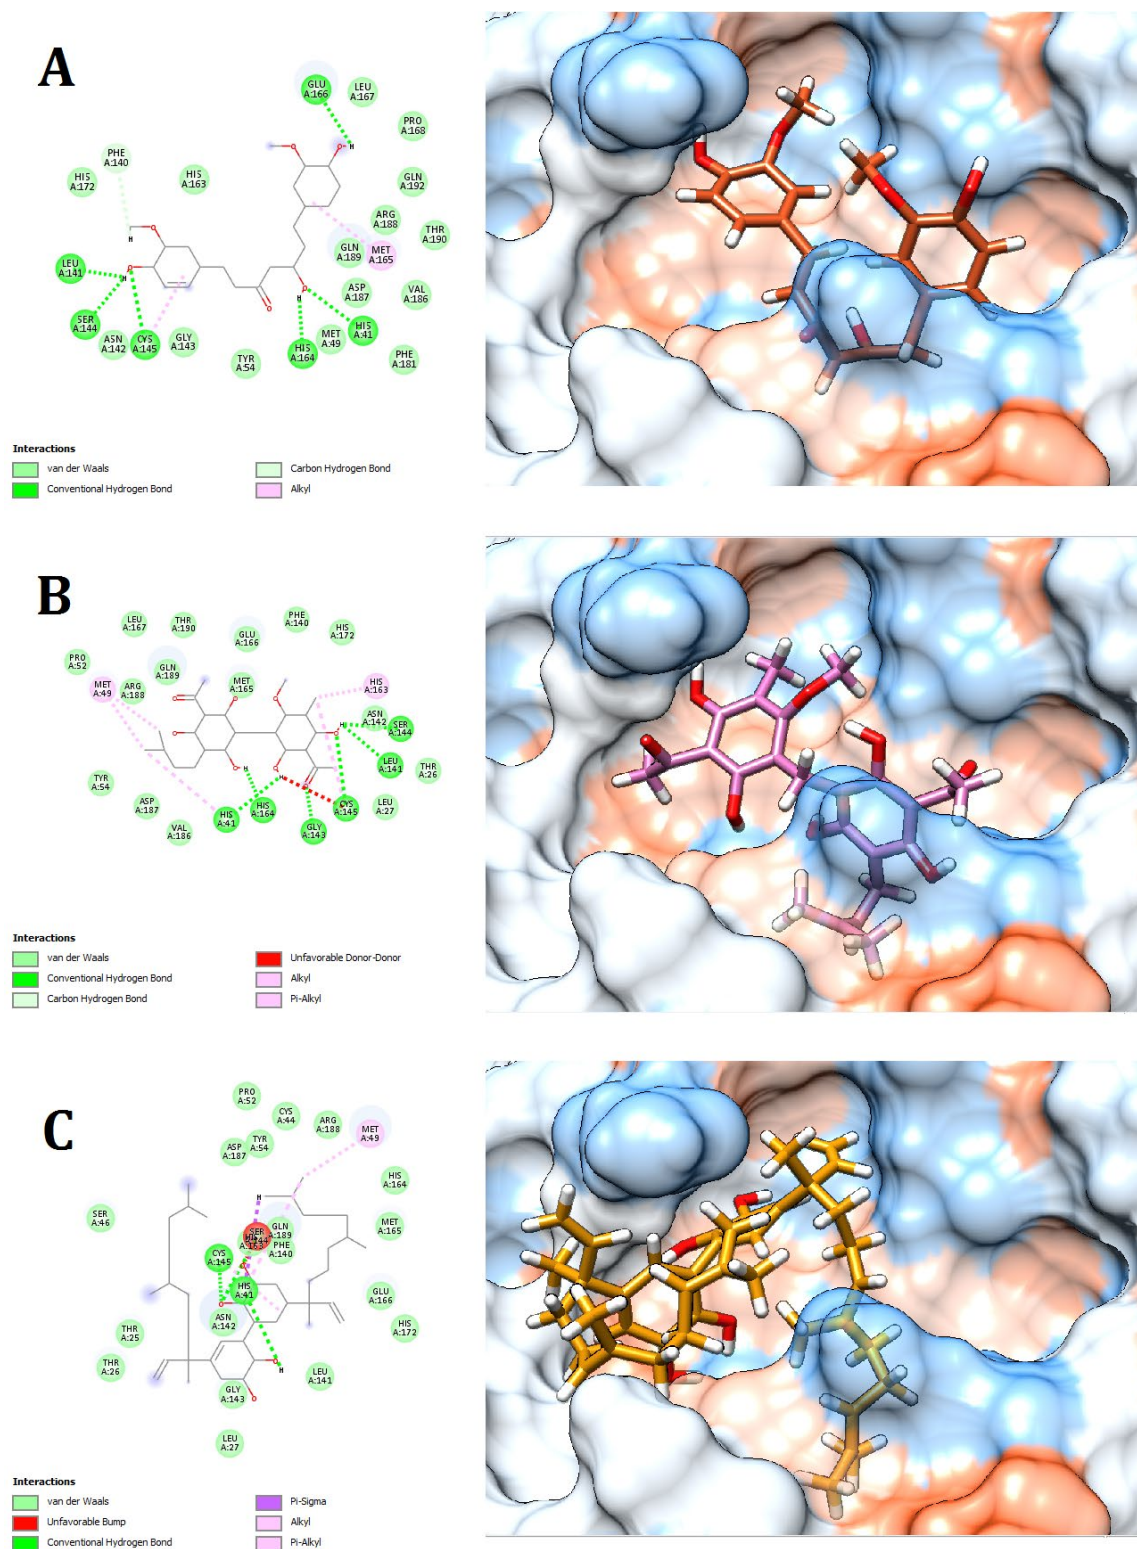 A
GLU
A:166
LEU
A:167
PRO
A:168
PHE
A:140
HIS
A:172
HIS
A:163
GLN
A:192
ARG
A:188
THR
A:190
GLN
A:189
MET
A:165
LEU
A:141
ASP
A:187
VAL
A:186
SER
A:144
ASN
A:142
CYS
A:145
GLY
A:143
TYR
A:54
HIS
A:164
MET
A:49
HIS
A:41
PHE
A:181
H
H
H
H
O
O
O
O
O
O
Interactions
van der Waals
Conventional Hydrogen Bond
Carbon Hydrogen Bond
Alkyl
B
LEU
A:167
THR
A:190
GLU
A:166
PHE
A:140
HIS
A:172
PRO
A:52
GLN
A:189
MET
A:49
ARG
A:188
MET
A:165
HIS
A:163
ASN
A:142
SER
A:144
LEU
A:141
THR
A:26
TYR
A:54
ASP
A:187
VAL
A:186
HIS
A:41
HIS
A:164
GLY
A:143
CYS
A:145
LEU
A:27
Interactions
van der Waals
Conventional Hydrogen Bond
Carbon Hydrogen Bond
Unfavorable Donor-Donor
Alkyl
Pi-Alkyl
C
PRO
A:52
CYS
A:44
ARG
A:188
MET
A:49
ASP
A:187
TYR
A:54
HIS
A:164
SER
A:46
SER
GLN
A:189
MET
A:165
A:163
PHE
A:140
CYS
A:145
HIS
A:41
GLU
A:166
ASN
A:142
HIS
A:172
THR
A:25
THR
A:26
LEU
A:141
GLY
A:143
LEU
A:27
H
H
Interactions
van der Waals
Unfavorable Bump
Conventional Hydrogen Bond
Pi-Sigma
Alkyl
Pi-Alkyl